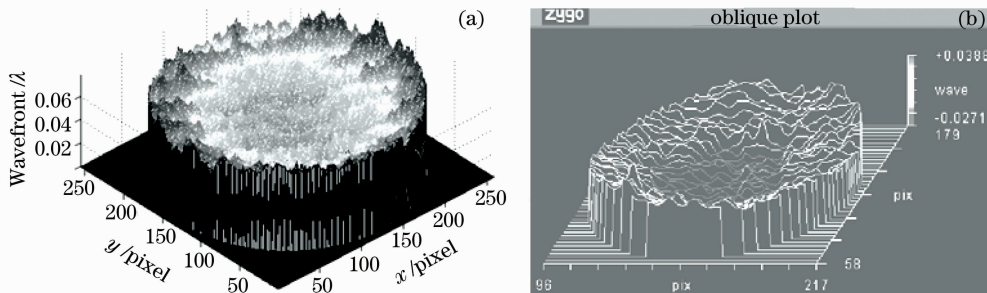 (a)
Wavefront /λ
0.06
0.04
0.02
250
200
150
100
50
y /pixel
250
200
150
100
50
x /pixel
zygo
oblique plot
(b)
+0.0386
wave
-0.0271
179
pix
58
96
pix
217